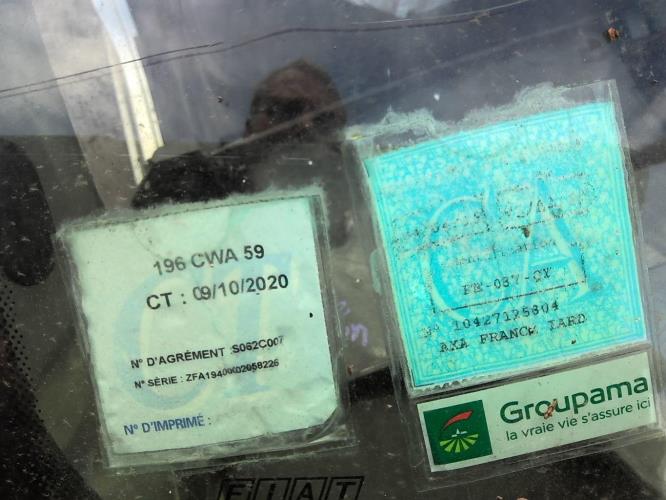 196 CWA 59
CT : 09/10/2020
N° D'AGRÉMENT :S062C007
N° SÉRIE : ZFA19400002058226
N° D'IMPRIMÉ :
FE-037-QY
10427125804
AXA FRANCE IARD
Groupama
la vraie vie s'assure ici
FIAT